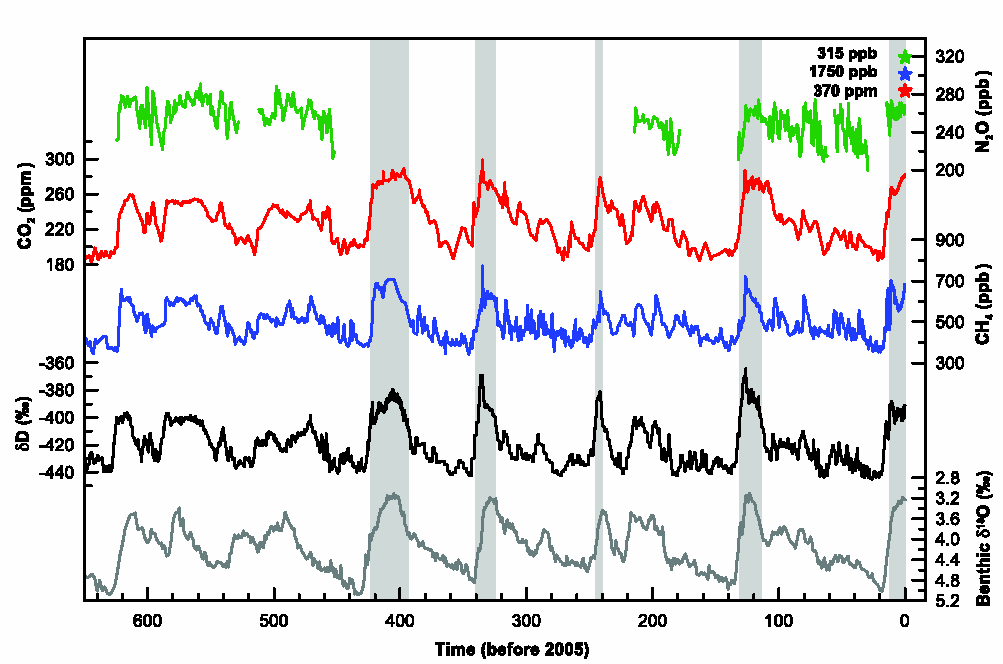 315 ppb
1750 ppb
370 ppm
320
280
240
200
N₂O (ppb)
300
260
220
180
CO₂ (ppm)
900
700
500
300
CH₄ (ppb)
-360
-380
-400
-420
-440
δD (‰)
2.8
3.2
3.6
4.0
4.4
4.8
5.2
Benthic δ¹⁸O (‰)
600 500 400 300 200 100 0
Time (before 2005)